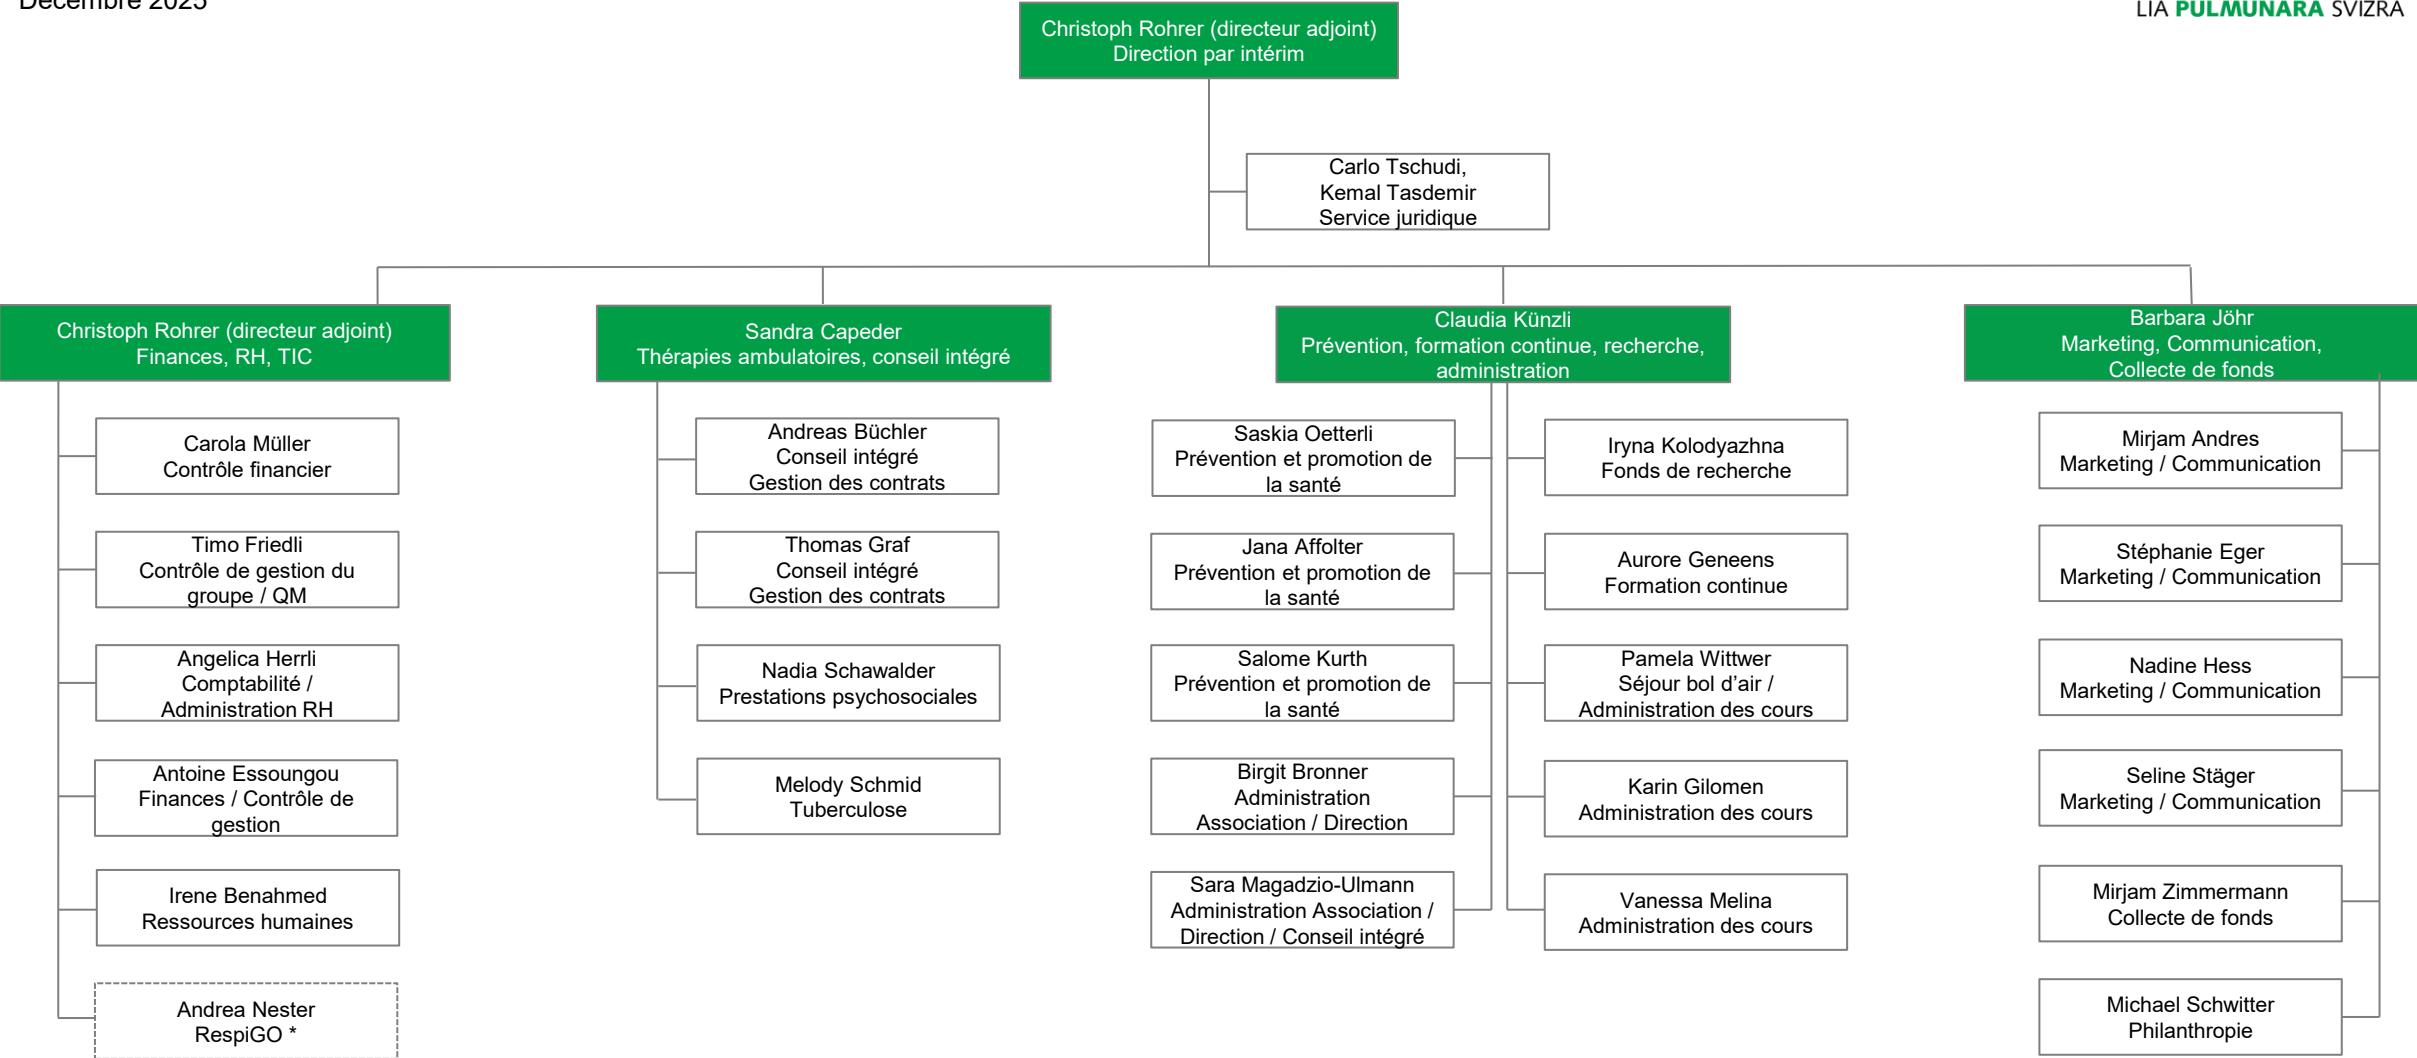 Décembre 2025
LIA PULMUNARA SVIZRA
Christoph Rohrer (directeur adjoint)
Direction par intérim
Carlo Tschudi,
Kemal Tasdemir
Service juridique
Christoph Rohrer (directeur adjoint)
Finances, RH, TIC
Carola Müller
Contrôle financier
Timo Friedli
Contrôle de gestion du
groupe / QM
Angelica Herrli
Comptabilité /
Administration RH
Antoine Essoungou
Finances / Contrôle de
gestion
Irene Benahmed
Ressources humaines
Andrea Nester
RespiGO *
Sandra Capeder
Thérapies ambulatoires, conseil intégré
Andreas Büchler
Conseil intégré
Gestion des contrats
Thomas Graf
Conseil intégré
Gestion des contrats
Nadia Schawalder
Prestations psychosociales
Melody Schmid
Tuberculose
Claudia Künzli
Prévention, formation continue, recherche,
administration
Saskia Oetterli
Prévention et promotion de
la santé
Jana Affolter
Prévention et promotion de
la santé
Salome Kurth
Prévention et promotion de
la santé
Birgit Bronner
Administration
Association / Direction
Sara Magadzio-Ulmann
Administration Association /
Direction / Conseil intégré
Iryna Kolodyazhna
Fonds de recherche
Aurore Geneens
Formation continue
Pamela Wittwer
Séjour bol d’air /
Administration des cours
Karin Gilomen
Administration des cours
Vanessa Melina
Administration des cours
Barbara Jöhr
Marketing, Communication,
Collecte de fonds
Mirjam Andres
Marketing / Communication
Stéphanie Eger
Marketing / Communication
Nadine Hess
Marketing / Communication
Seline Stäger
Marketing / Communication
Mirjam Zimmermann
Collecte de fonds
Michael Schwitter
Philanthropie